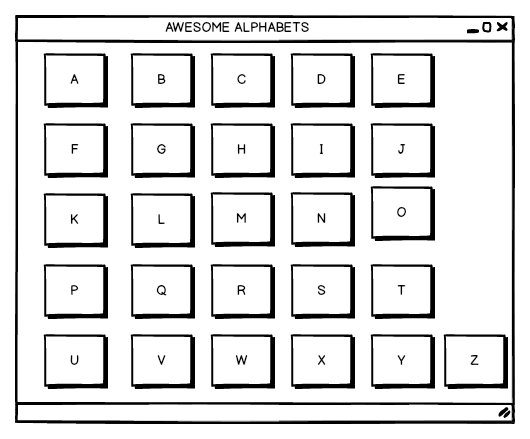 AWESOME ALPHABETS
A B C D E
F G H I J
K L M N O
P Q R S T
U V W X Y Z